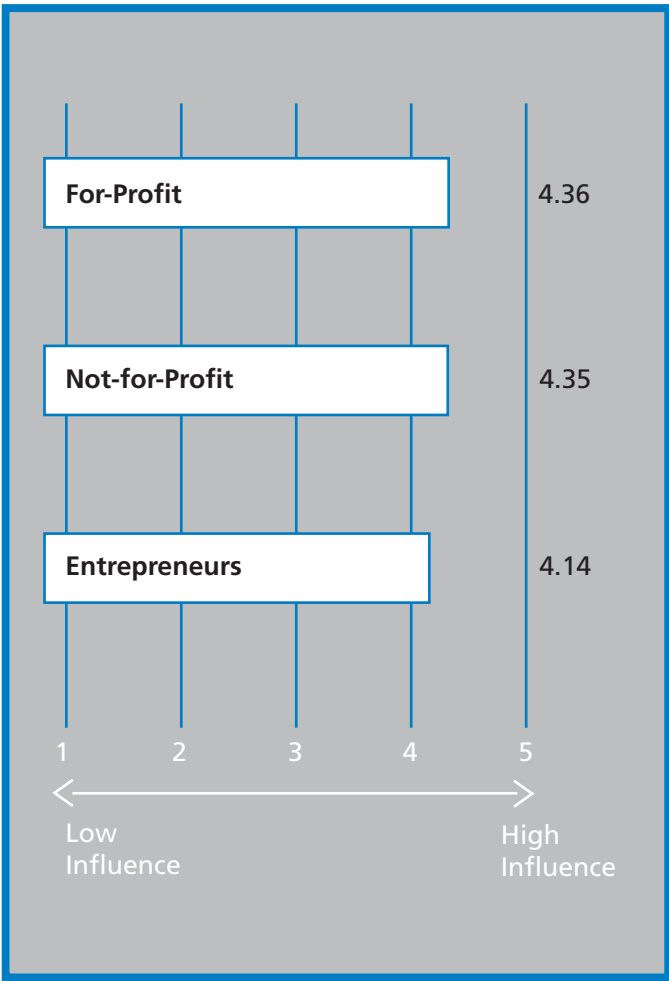 For-Profit 4.36
Not-for-Profit 4.35
Entrepreneurs 4.14
1 2 3 4 5
Low
Influence
High
Influence